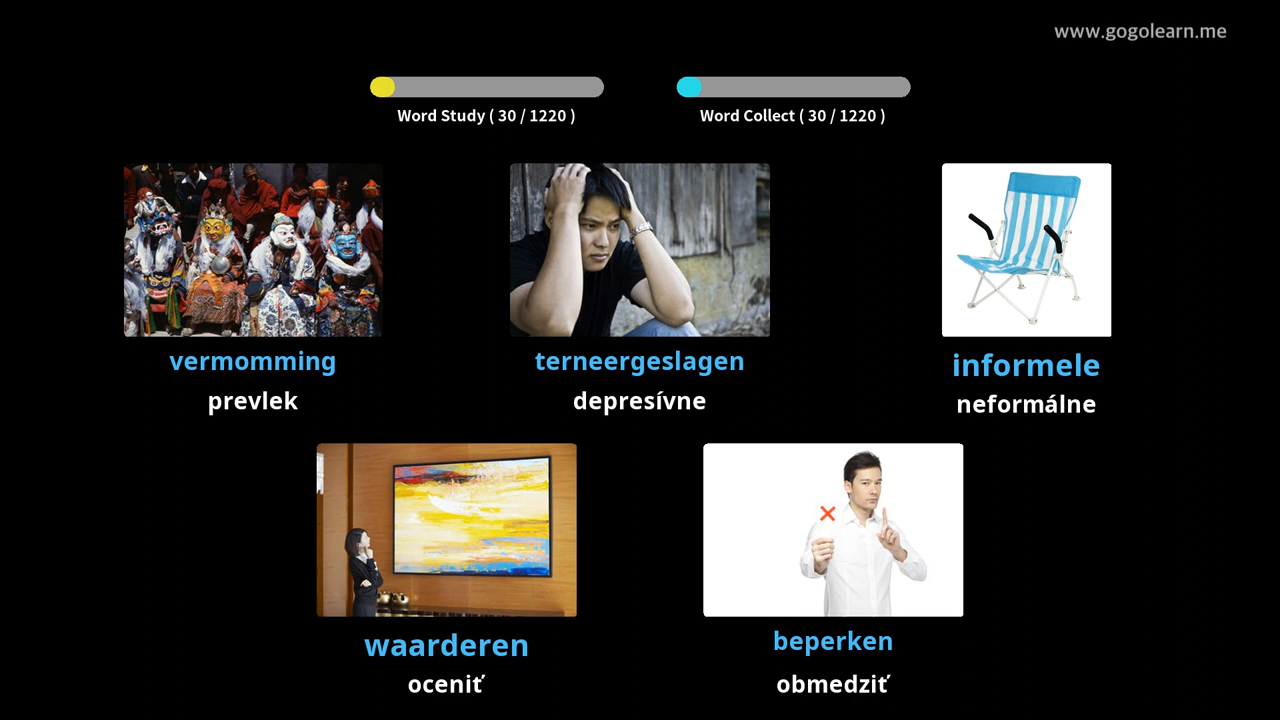 www.gogolearn.me
Word Study ( 30 / 1220 )
Word Collect ( 30 / 1220 )
vermomming
prevlek
terneergeslagen
depresívne
informele
neformálne
waarderen
oceniť
beperken
obmedziť